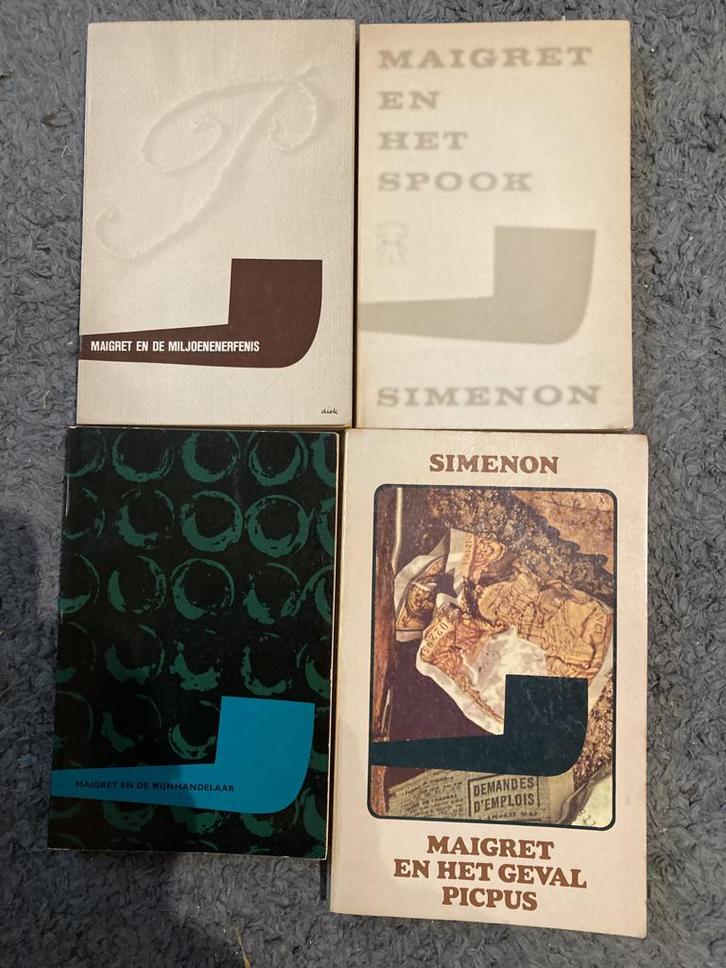 P
MAIGRET EN DE MILJOENENERFENIS
diek
MAIGRET
EN
HET
SPOOK
SIMENON
MAIGRET EN DE WIJNHANDELAAR
SIMENON
DEMANDES
D'EMPLOIS
MAIGRET
EN HET GEVAL
PICPUS